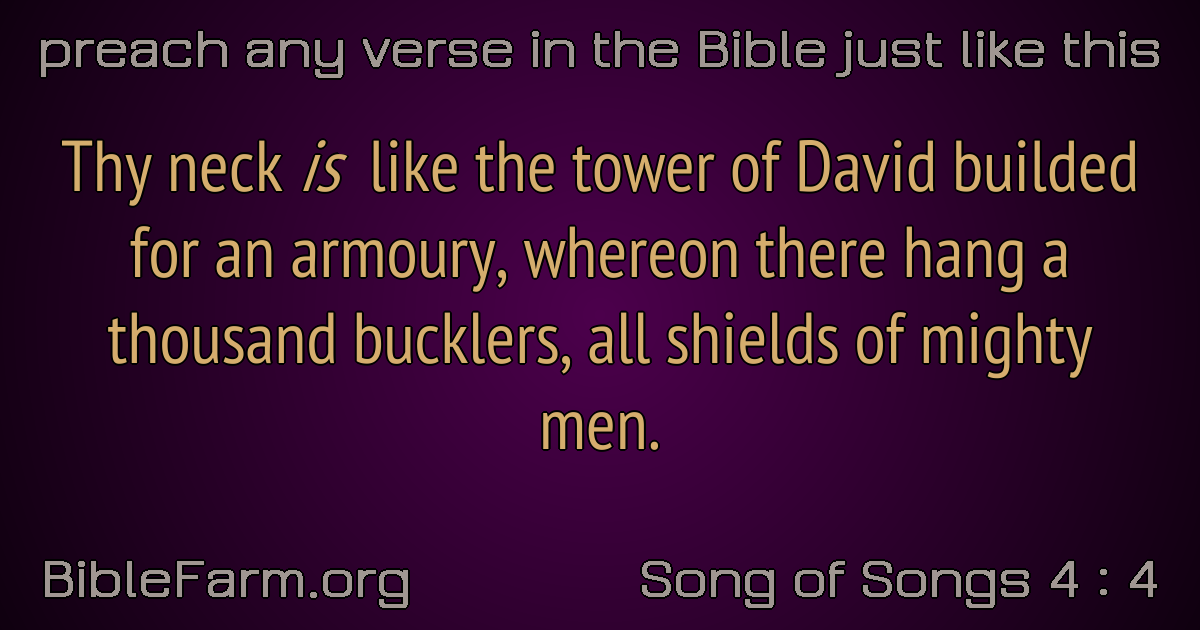 preach any verse in the Bible just like this
Thy neck is like the tower of David builded
for an armoury, whereon there hang a
thousand bucklers, all shields of mighty
men.
BibleFarm.org
Song of Songs 4 : 4